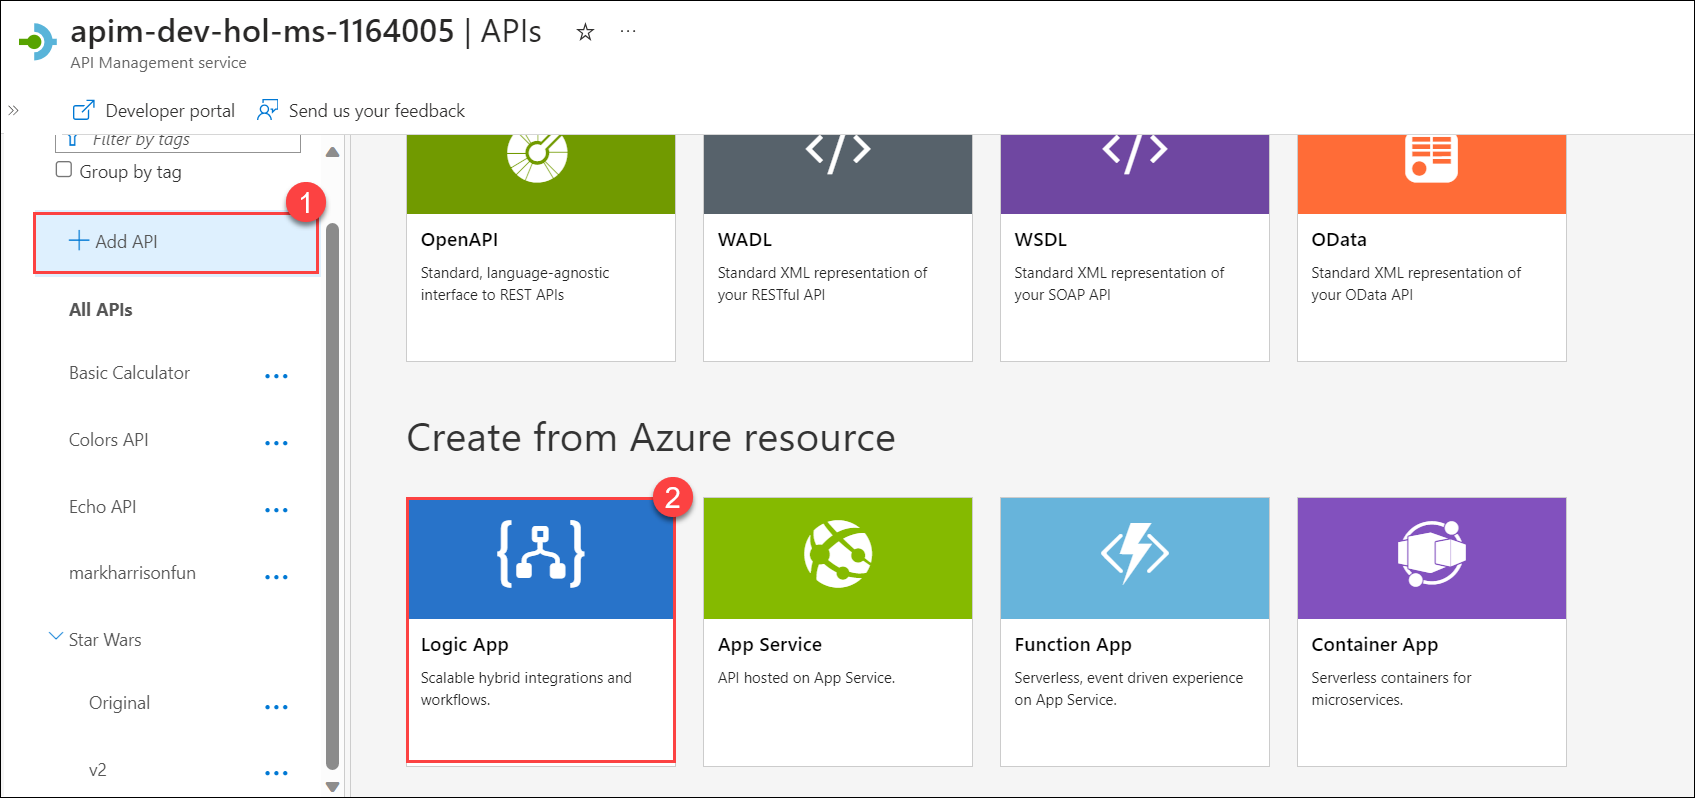 apim-dev-hol-ms-1164005 | APIs
API Management service
Developer portal
Send us your feedback
Filter by tags
Group by tag
1
Add API
All APIs
Basic Calculator
Colors API
Echo API
markharrisonfun
Star Wars
Original
v2
OpenAPI
Standard, language-agnostic
interface to REST APIs
WADL
Standard XML representation of
your RESTful API
WSDL
Standard XML representation of
your SOAP API
OData
Standard XML representation of
your OData API
Create from Azure resource
2
Logic App
Scalable hybrid integrations and
workflows.
App Service
API hosted on App Service.
Function App
Serverless, event driven experience
on App Service.
Container App
Serverless containers for
microservices.